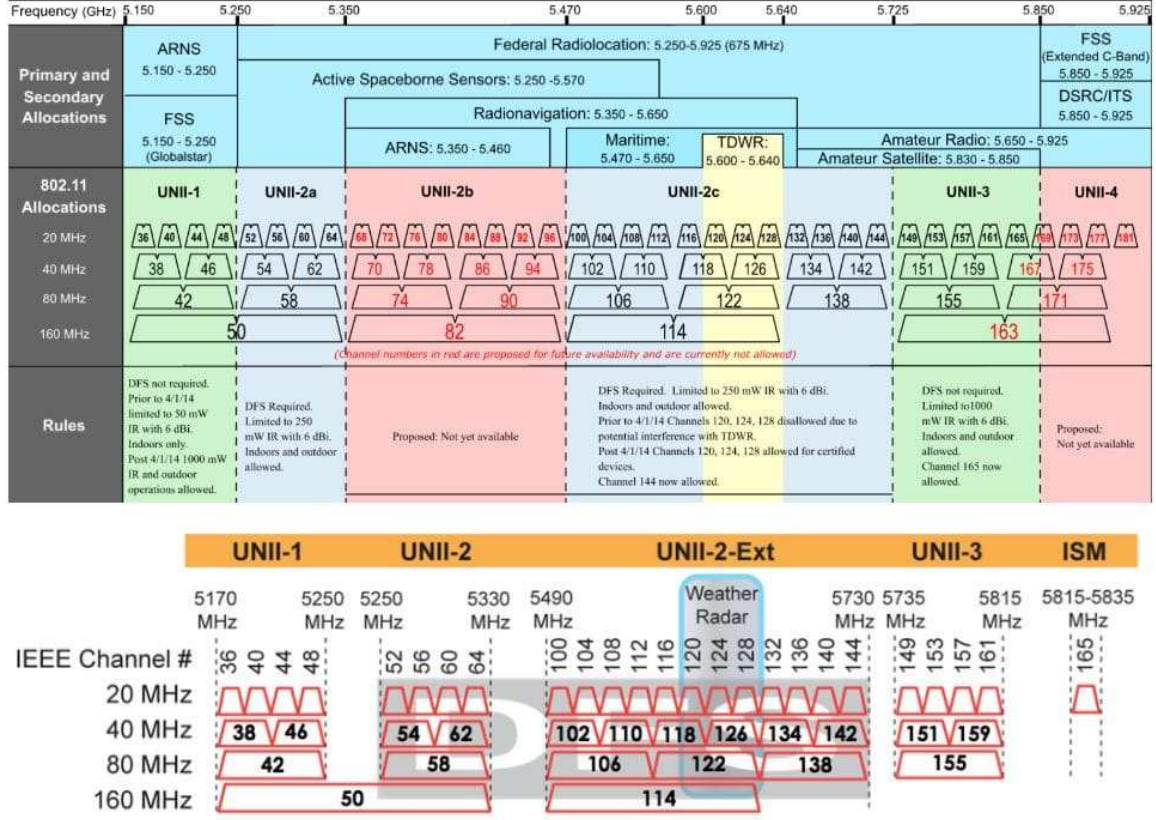 Frequency (GHz) 5.150 5.250 5.350 5.470 5.600 5.640 5.725 5.850 5.925
Primary and
Secondary
Allocations
ARNS
5.150 - 5.250
FSS
5.150 - 5.250
(Globalstar)
Federal Radiolocation: 5.250-5.925 (675 MHz)
Active Spaceborne Sensors: 5.250 -5.570
Radionavigation: 5.350 - 5.650
ARNS: 5.350 - 5.460
Maritime:
5.470 - 5.650
TDWR:
5.600 - 5.640
Amateur Radio: 5.650 - 5.925
Amateur Satellite: 5.830 - 5.850
FSS
(Extended C-Band)
5.850 - 5.925
DSRC/ITS
5.850 - 5.925
802.11
Allocations
UNII-1 UNII-2a UNII-2b UNII-2c UNII-3 UNII-4
20 MHz 36 40 44 48 52 56 60 64 68 72 76 80 84 88 92 96 100 104 108 112 116 120 124 128 132 136 140 144 149 153 157 161 165 169 173 177 181
40 MHz 38 46 54 62 70 78 86 94 102 110 118 126 134 142 151 159 167 175
80 MHz 42 58 74 90 106 122 138 155 171
160 MHz 50 82 114 163
(Channel numbers in red are proposed for future availability and are currently not allowed)
Rules
DFS not required.
Prior to 4/1/14
limited to 50 mW
IR with 6 dBi.
Indoors only.
Post 4/1/14 1000 mW
IR and outdoor
operations allowed.
DFS Required.
Limited to 250
mW IR with 6 dBi.
Indoors and outdoor
allowed.
Proposed: Not yet available
DFS Required. Limited to 250 mW IR with 6 dBi.
Indoors and outdoor allowed.
Prior to 4/1/14 Channels 120, 124, 128 disallowed due to
potential interference with TDWR.
Post 4/1/14 Channels 120, 124, 128 allowed for certified
devices.
Channel 144 now allowed.
DFS not required.
Limited to1000
mW IR with 6 dBi.
Indoors and outdoor
allowed.
Channel 165 now
allowed.
Proposed:
Not yet available
UNII-1 UNII-2 UNII-2-Ext UNII-3 ISM
5170 MHz 5250 MHz 5250 MHz 5330 MHz 5490 MHz 5730 MHz 5735 MHz 5815 MHz 5815-5835 MHz
Weather
Radar
IEEE Channel # 36 40 44 48 52 56 60 64 100 104 108 112 116 120 124 128 132 136 140 144 149 153 157 161 165
DFS
20 MHz
40 MHz 38 46 54 62 102 110 118 126 134 142 151 159
80 MHz 42 58 106 122 138 155
160 MHz 50 114